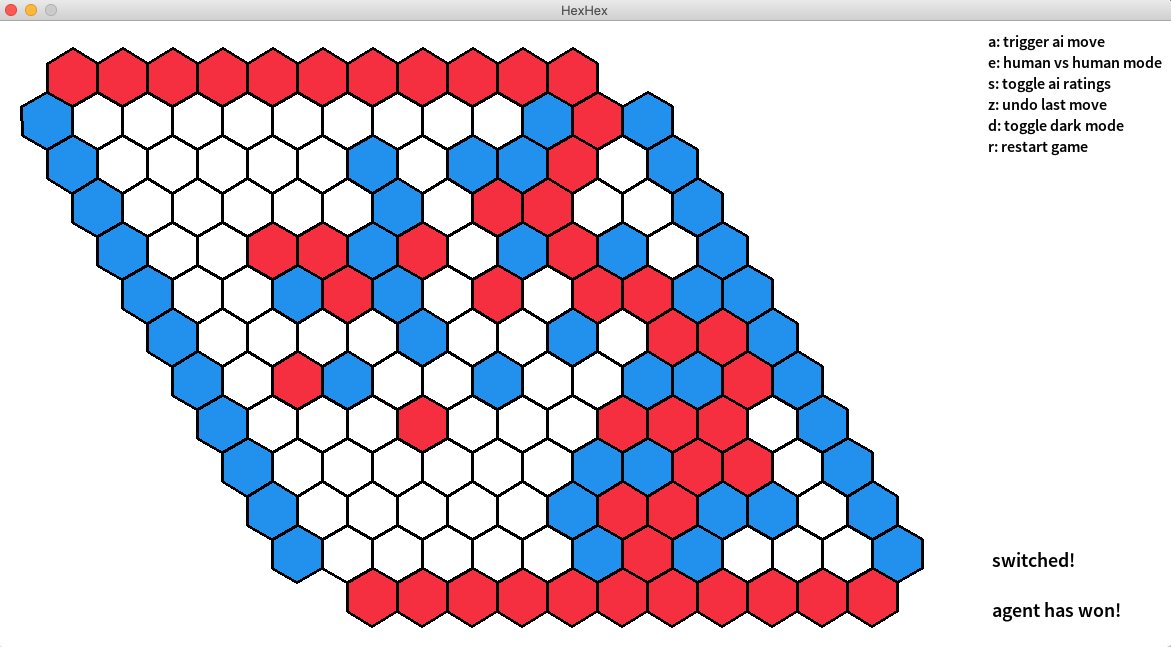 HexHex
a: trigger ai move
e: human vs human mode
s: toggle ai ratings
z: undo last move
d: toggle dark mode
r: restart game
switched!
agent has won!